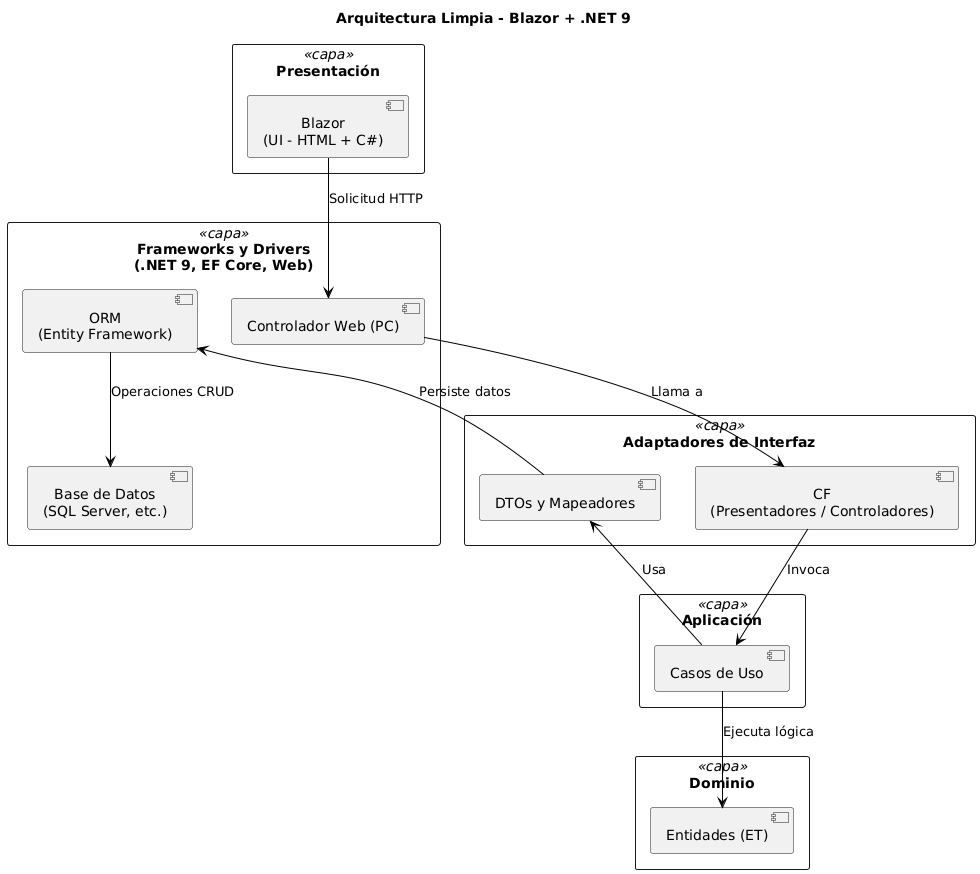 Arquitectura Limpia - Blazor + .NET 9
«capa»
Presentación
Blazor
(UI - HTML + C#)
Solicitud HTTP
«capa»
Frameworks y Drivers
(.NET 9, EF Core, Web)
ORM
(Entity Framework)
Controlador Web (PC)
Operaciones CRUD
Persiste datos
Llama a
Base de Datos
(SQL Server, etc.)
«capa»
Adaptadores de Interfaz
DTOs y Mapeadores
CF
(Presentadores / Controladores)
Usa
Invoca
«capa»
Aplicación
Casos de Uso
Ejecuta lógica
«capa»
Dominio
Entidades (ET)